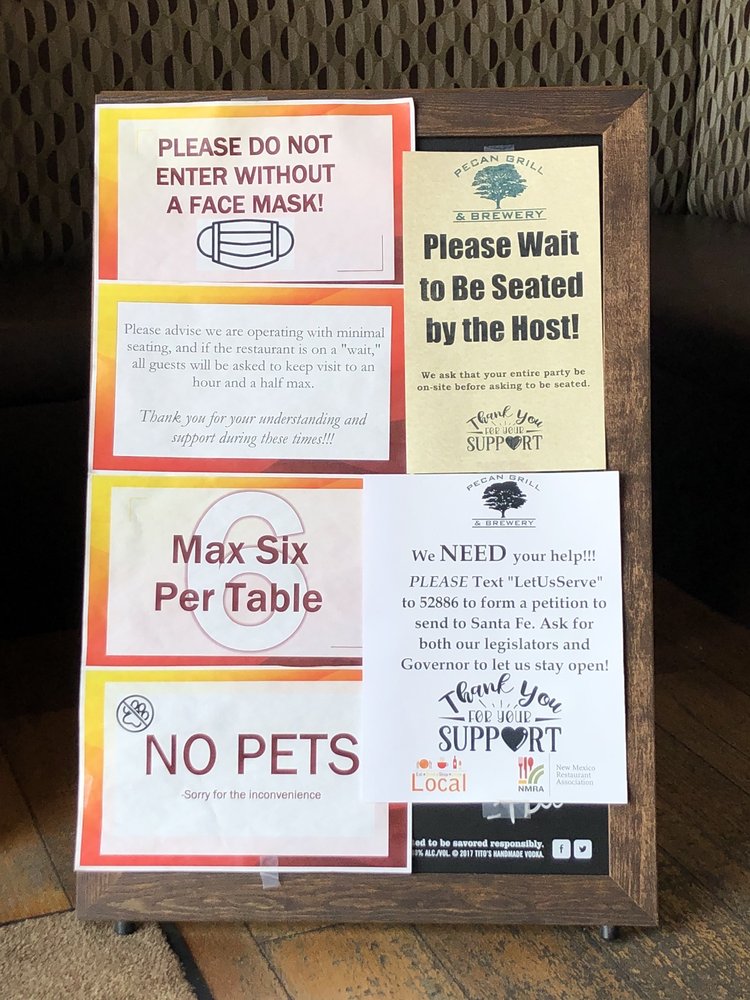 PLEASE DO NOT
ENTER WITHOUT
A FACE MASK!
Please advise we are operating with minimal
seating, and if the restaurant is on a "wait,"
all guests will be asked to keep visit to an
hour and a half max.
Thank you for your understanding and
support during these times!!!
6
Max Six
Per Table
NO PETS
-Sorry for the inconvenience
PECAN GRILL
& BREWERY
Please Wait
to Be Seated
by the Host!
We ask that your entire party be
on-site before asking to be seated.
Thank You
FOR YOUR
SUPPORT
PECAN GRILL
& BREWERY
We NEED your help!!!
PLEASE Text "LetUsServe"
to 52886 to form a petition to
send to Santa Fe. Ask for
both our legislators and
Governor to let us stay open!
Thank You
FOR YOUR
SUPPORT
Local
NMRA
New Mexico
Restaurant
Association
to be savored responsibly.
ALC./VOL. © 2017 TITO'S HANDMADE VODKA.